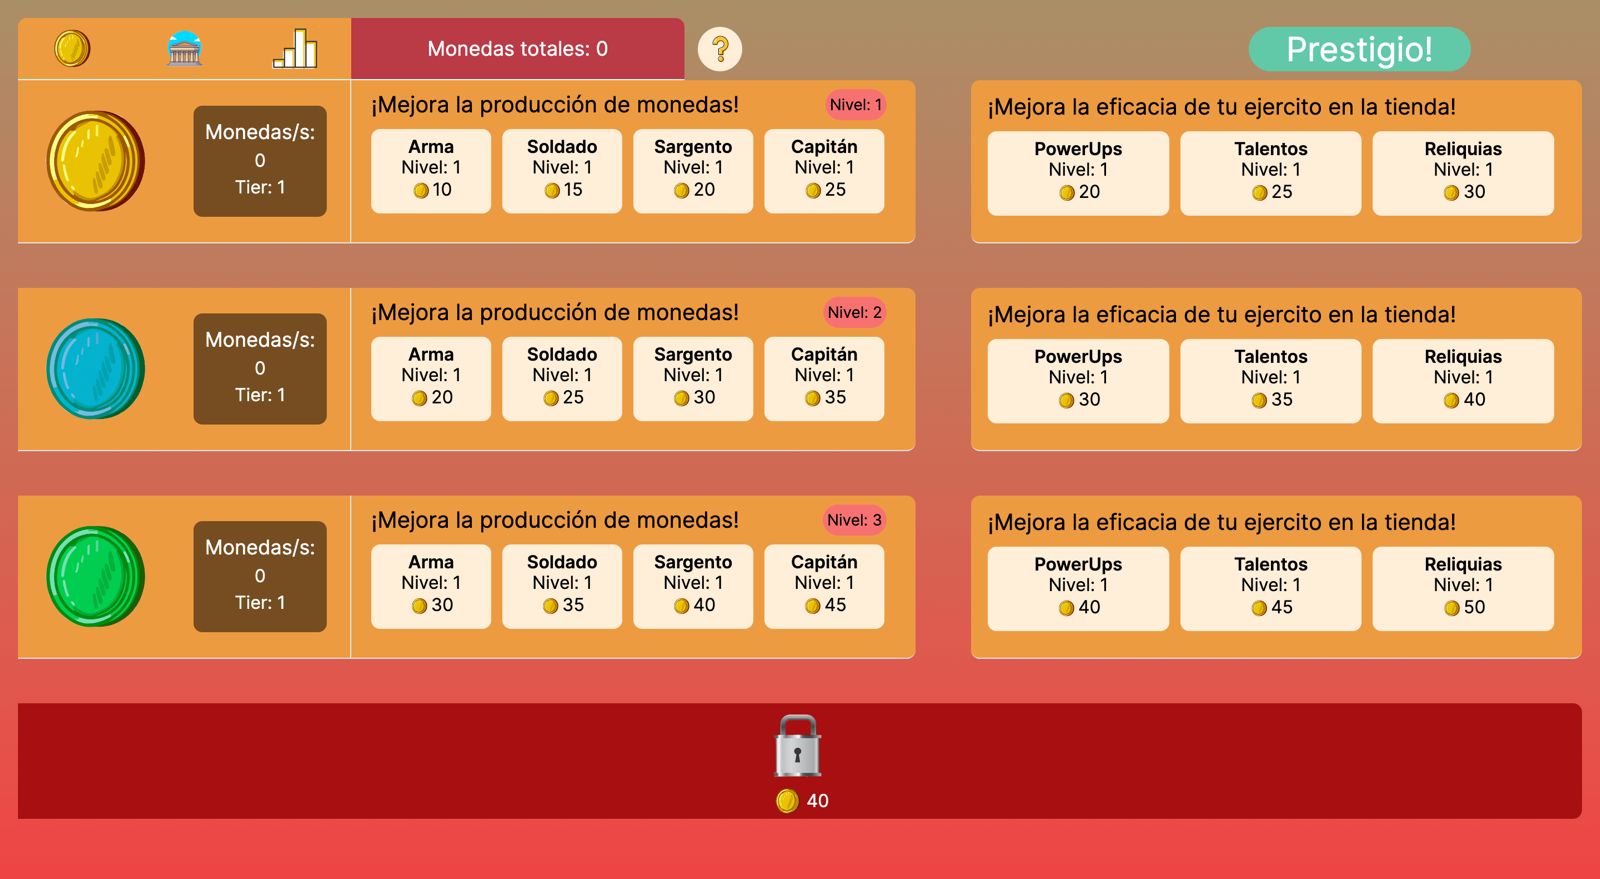 Monedas totales: 0
?
Prestigio!
Monedas/s:
0
Tier: 1
¡Mejora la producción de monedas!
Nivel: 1
Arma
Nivel: 1
10
Soldado
Nivel: 1
15
Sargento
Nivel: 1
20
Capitán
Nivel: 1
25
¡Mejora la eficacia de tu ejercito en la tienda!
PowerUps
Nivel: 1
20
Talentos
Nivel: 1
25
Reliquias
Nivel: 1
30
Monedas/s:
0
Tier: 1
¡Mejora la producción de monedas!
Nivel: 2
Arma
Nivel: 1
20
Soldado
Nivel: 1
25
Sargento
Nivel: 1
30
Capitán
Nivel: 1
35
¡Mejora la eficacia de tu ejercito en la tienda!
PowerUps
Nivel: 1
30
Talentos
Nivel: 1
35
Reliquias
Nivel: 1
40
Monedas/s:
0
Tier: 1
¡Mejora la producción de monedas!
Nivel: 3
Arma
Nivel: 1
30
Soldado
Nivel: 1
35
Sargento
Nivel: 1
40
Capitán
Nivel: 1
45
¡Mejora la eficacia de tu ejercito en la tienda!
PowerUps
Nivel: 1
40
Talentos
Nivel: 1
45
Reliquias
Nivel: 1
50
40